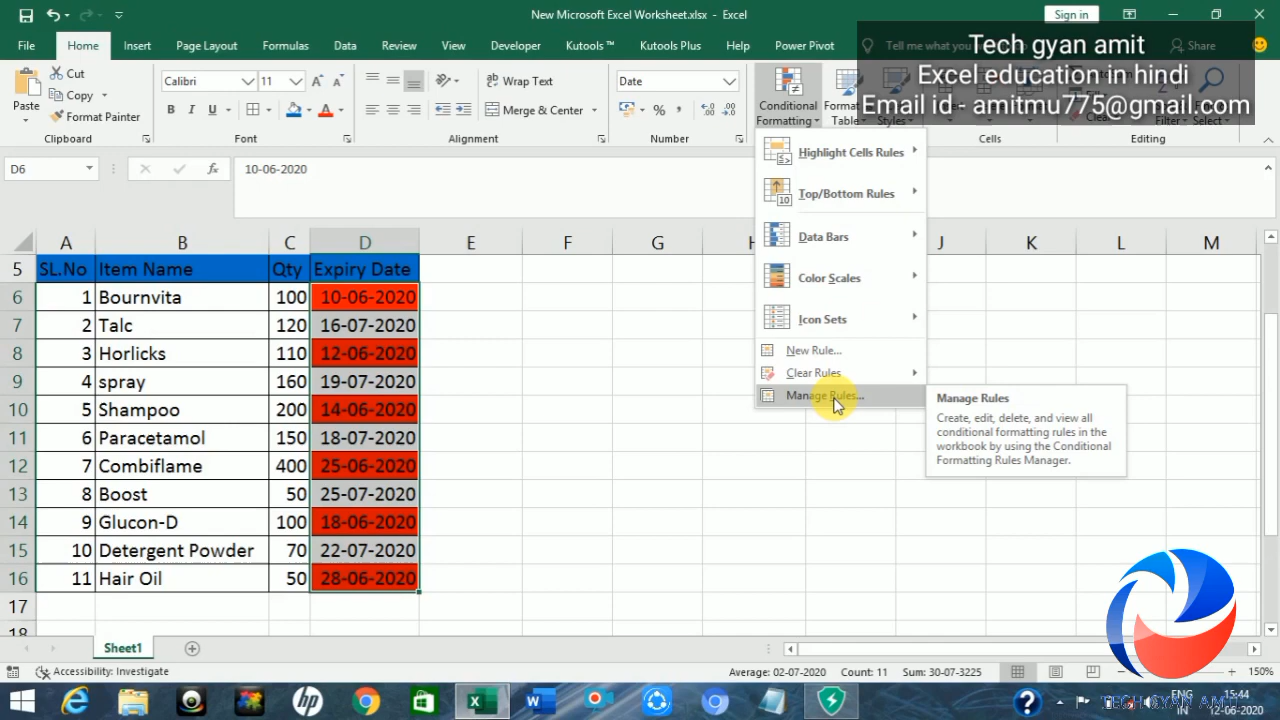 New Microsoft Excel Worksheet.xlsx - Excel
Sign in
File Home Insert Page Layout Formulas Data Review View Developer Kutools™ Kutools Plus Help Power Pivot Tell me what you Share
Tech gyan amit
Excel education in hindi
Email id - amitmu775@gmail.com
Paste
Cut
Copy
Format Painter
Clipboard
Calibri 11
B I U
Font
Wrap Text
Merge & Center
Alignment
Date
Number
Conditional Formatting
Format Table
Styles
Cells
Clear
Filter
Select
Editing
D6
10-06-2020
Highlight Cells Rules
Top/Bottom Rules
Data Bars
Color Scales
Icon Sets
New Rule...
Clear Rules
Manage Rules...
Manage Rules
Create, edit, delete, and view all
conditional formatting rules in the
workbook by using the Conditional
Formatting Rules Manager.
A B C D E F G H J K L M
5 SL.No Item Name Qty Expiry Date
6 1 Bournvita 100 10-06-2020
7 2 Talc 120 16-07-2020
8 3 Horlicks 110 12-06-2020
9 4 spray 160 19-07-2020
10 5 Shampoo 200 14-06-2020
11 6 Paracetamol 150 18-07-2020
12 7 Combiflame 400 25-06-2020
13 8 Boost 50 25-07-2020
14 9 Glucon-D 100 18-06-2020
15 10 Detergent Powder 70 22-07-2020
16 11 Hair Oil 50 28-06-2020
17
18
Sheet1
Accessibility: Investigate
Average: 02-07-2020 Count: 11 Sum: 30-07-3225
150%
TECH GYAN AMIT
ENG
IN
15:44
12-06-2020